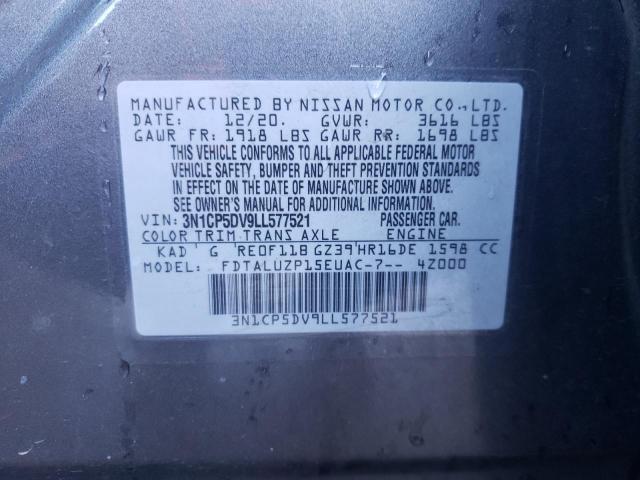 MANUFACTURED BY NISSAN MOTOR CO.,LTD.
DATE: 12/20. GVWR: 3616 LBS
GAWR FR: 1918 LBS GAWR RR: 1698 LBS
THIS VEHICLE CONFORMS TO ALL APPLICABLE FEDERAL MOTOR
VEHICLE SAFETY, BUMPER AND THEFT PREVENTION STANDARDS
IN EFFECT ON THE DATE OF MANUFACTURE SHOWN ABOVE.
SEE OWNER'S MANUAL FOR ADDITIONAL INFORMATION.
VIN: 3N1CP5DV9LL577521 PASSENGER CAR.
COLOR TRIM TRANS AXLE ENGINE
KAD G RE0F11B GZ39 HR16DE 1598 CC
MODEL: FDTALUZP15EUAC-7-- 4Z000
3N1CP5DV9LL577521